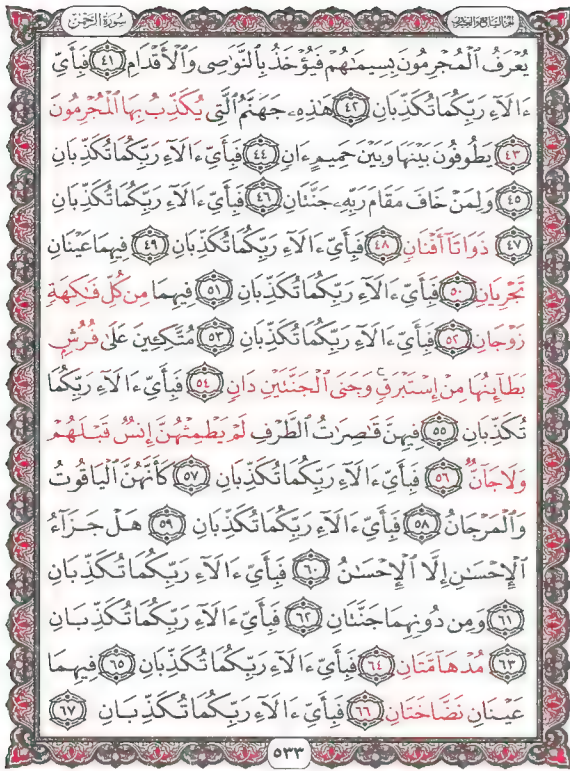 سورة الرحمن
الجزء السابع والعشرون
يُعْرَفُ ٱلْمُجْرِمُونَ بِسِيمَٰهُمْ فَيُؤْخَذُ بِٱلنَّوَٰصِى وَٱلْأَقْدَامِ ٤١ فَبِأَىِّ
ءَالَآءِ رَبِّكُمَا تُكَذِّبَانِ ٤٢ هَٰذِهِۦ جَهَنَّمُ ٱلَّتِى يُكَذِّبُ بِهَا ٱلْمُجْرِمُونَ
٤٣ يَطُوفُونَ بَيْنَهَا وَبَيْنَ حَمِيمٍ ءَانٍ ٤٤ فَبِأَىِّ ءَالَآءِ رَبِّكُمَا تُكَذِّبَانِ
٤٥ وَلِمَنْ خَافَ مَقَامَ رَبِّهِۦ جَنَّتَانِ ٤٦ فَبِأَىِّ ءَالَآءِ رَبِّكُمَا تُكَذِّبَانِ
٤٧ ذَوَاتَآ أَفْنَانٍ ٤٨ فَبِأَىِّ ءَالَآءِ رَبِّكُمَا تُكَذِّبَانِ ٤٩ فِيهِمَا عَيْنَانِ
تَجْرِيَانِ ٥٠ فَبِأَىِّ ءَالَآءِ رَبِّكُمَا تُكَذِّبَانِ ٥١ فِيهِمَا مِن كُلِّ فَٰكِهَةٍ
زَوْجَانِ ٥٢ فَبِأَىِّ ءَالَآءِ رَبِّكُمَا تُكَذِّبَانِ ٥٣ مُتَّكِـِٔينَ عَلَىٰ فُرُشٍۭ
بَطَآئِنُهَا مِنْ إِسْتَبْرَقٍ ۚ وَجَنَى ٱلْجَنَّتَيْنِ دَانٍ ٥٤ فَبِأَىِّ ءَالَآءِ رَبِّكُمَا
تُكَذِّبَانِ ٥٥ فِيهِنَّ قَٰصِرَٰتُ ٱلطَّرْفِ لَمْ يَطْمِثْهُنَّ إِنسٌ قَبْلَهُمْ
وَلَا جَآنٌّ ٥٦ فَبِأَىِّ ءَالَآءِ رَبِّكُمَا تُكَذِّبَانِ ٥٧ كَأَنَّهُنَّ ٱلْيَاقُوتُ
وَٱلْمَرْجَانُ ٥٨ فَبِأَىِّ ءَالَآءِ رَبِّكُمَا تُكَذِّبَانِ ٥٩ هَلْ جَزَآءُ
ٱلْإِحْسَٰنِ إِلَّا ٱلْإِحْسَٰنُ ٦٠ فَبِأَىِّ ءَالَآءِ رَبِّكُمَا تُكَذِّبَانِ
٦١ وَمِن دُونِهِمَا جَنَّتَانِ ٦٢ فَبِأَىِّ ءَالَآءِ رَبِّكُمَا تُكَذِّبَانِ
٦٣ مُدْهَآمَّتَانِ ٦٤ فَبِأَىِّ ءَالَآءِ رَبِّكُمَا تُكَذِّبَانِ ٦٥ فِيهِمَا
عَيْنَانِ نَضَّاخَتَانِ ٦٦ فَبِأَىِّ ءَالَآءِ رَبِّكُمَا تُكَذِّبَانِ ٦٧
٥٣٣